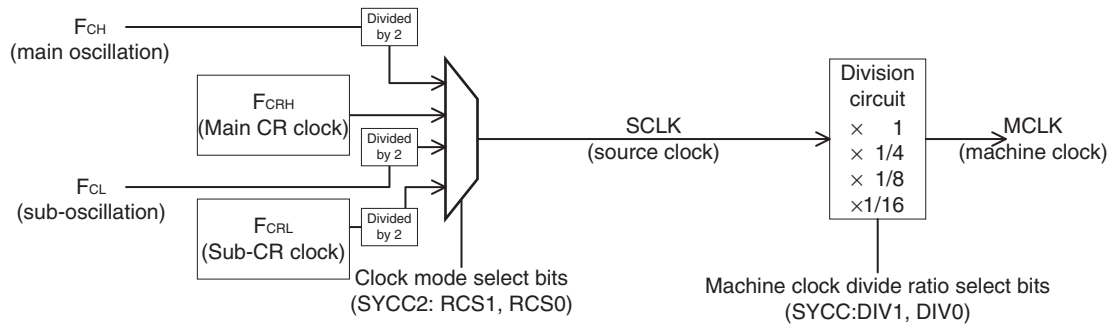 FCH
(main oscillation)
Divided
by 2
FCRH
(Main CR clock)
Divided
by 2
FCL
(sub-oscillation)
FCRL
(Sub-CR clock)
Divided
by 2
Clock mode select bits
(SYCC2: RCS1, RCS0)
SCLK
(source clock)
Division
circuit
× 1
× 1/4
× 1/8
×1/16
MCLK
(machine clock)
Machine clock divide ratio select bits
(SYCC:DIV1, DIV0)